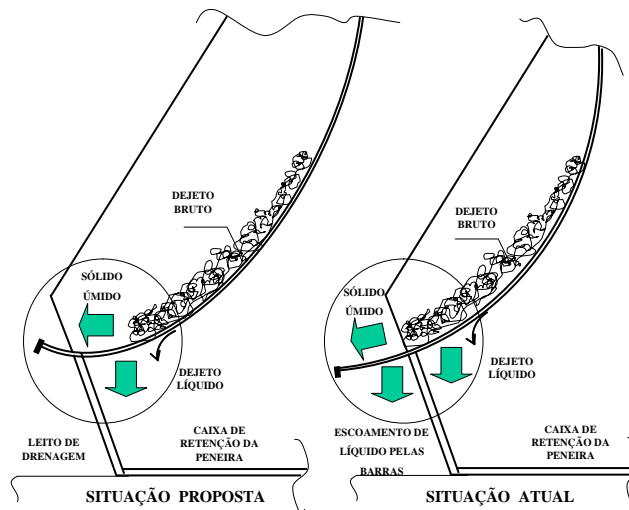 DEJETO
BRUTO
SÓLIDO
ÚMIDO
DEJETO
LÍQUIDO
LEITO DE
DRENAGEM
CAIXA DE
RETENÇÃO DA
PENEIRA
SITUAÇÃO PROPOSTA
DEJETO
BRUTO
SÓLIDO
ÚMIDO
DEJETO
LÍQUIDO
ESCOAMENTO DE
LÍQUIDO PELAS
BARRAS
CAIXA DE
RETENÇÃO DA
PENEIRA
SITUAÇÃO ATUAL